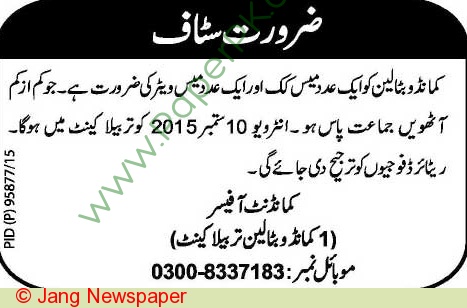 ضرورت سٹاف
کمانڈو بٹالین کو ایک عدد میس کک اور ایک عدد میس ویٹر کی ضرورت ہے۔ جو کم از کم
آٹھویں جماعت پاس ہو۔ انٹرویو 10 ستمبر 2015 کو تربیلا کینٹ میں ہوگا۔
ریٹائرڈ فوجیوں کو ترجیح دی جائے گی۔
کمانڈنٹ آفیسر
(1 کمانڈو بٹالین تربیلا کینٹ)
موبائل نمبر: 0300-8337183
PID (P) 95877/15
www.Paperpk.com
© Jang Newspaper